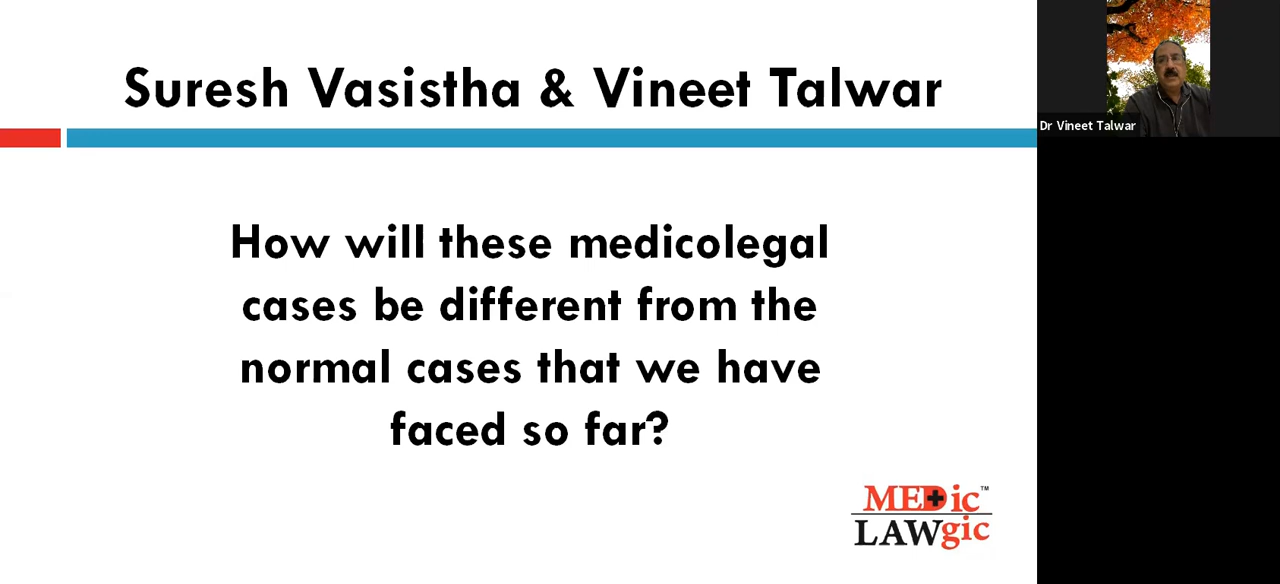 Suresh Vasistha & Vineet Talwar
Dr Vineet Talwar
How will these medicolegal
cases be different from the
normal cases that we have
faced so far?
MEDic™
LAWgic